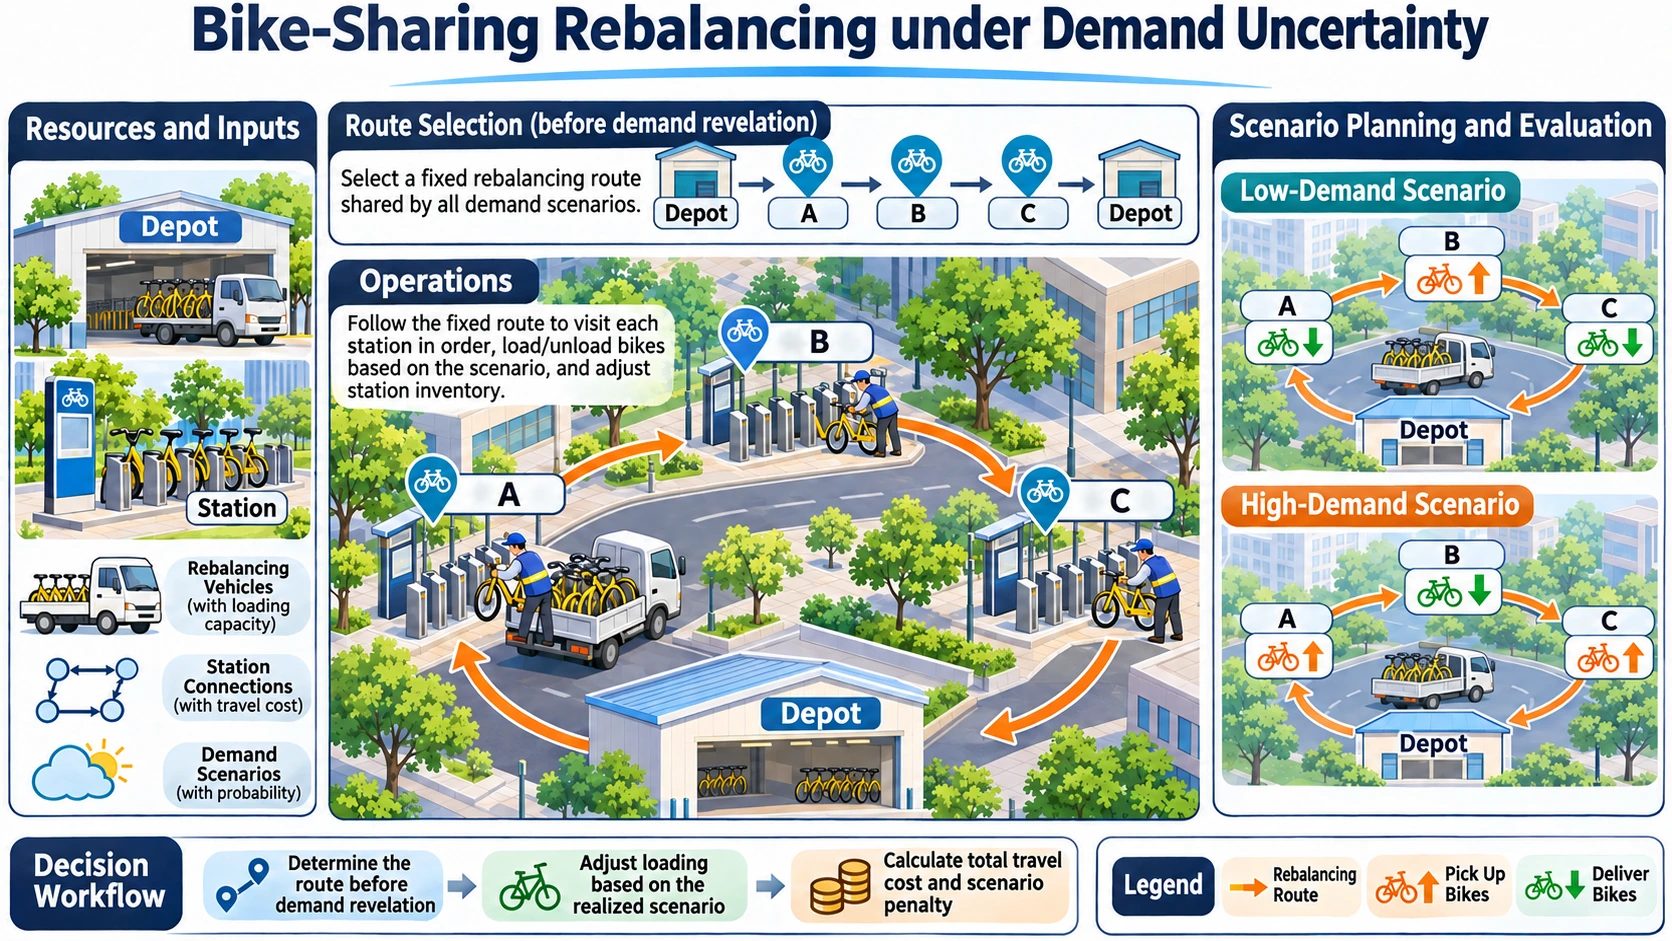 Bike-Sharing Rebalancing under Demand Uncertainty
Resources and Inputs
Depot
Station
Rebalancing
Vehicles
(with loading
capacity)
Station
Connections
(with travel cost)
Demand
Scenarios
(with probability)
Route Selection (before demand revelation)
Select a fixed rebalancing route
shared by all demand scenarios.
Depot
A
B
C
Depot
Operations
Follow the fixed route to visit each
station in order, load/unload bikes
based on the scenario, and adjust
station inventory.
B
A
C
Depot
Scenario Planning and Evaluation
Low-Demand Scenario
B
A
C
Depot
High-Demand Scenario
B
A
C
Depot
Decision
Workflow
Determine the
route before
demand revelation
Adjust loading
based on the
realized scenario
Calculate total travel
cost and scenario
penalty
Legend
Rebalancing
Route
Pick Up
Bikes
Deliver
Bikes